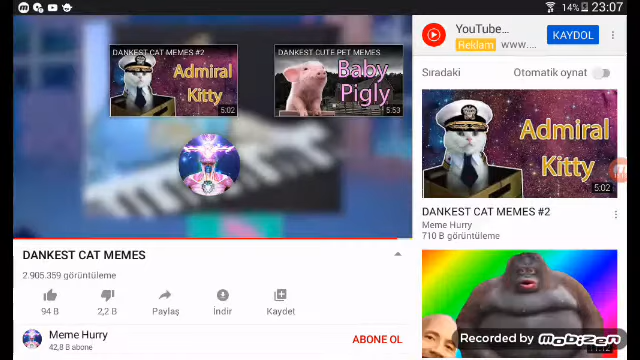 14% 23:07
DANKEST CAT MEMES #2
Admiral
Kitty
5:02
DANKEST CUTE PET MEMES
Baby
Pigly
5:53
YouTube...
Reklam www....
KAYDOL
Sıradaki
Otomatik oynat
Admiral
Kitty
5:02
DANKEST CAT MEMES #2
Meme Hurry
710 B görüntüleme
DANKEST CAT MEMES
2.905.359 görüntüleme
94 B
2,2 B
Paylaş
İndir
Kaydet
Meme Hurry
42,8 B abone
ABONE OL
Recorded by MOBIZEN